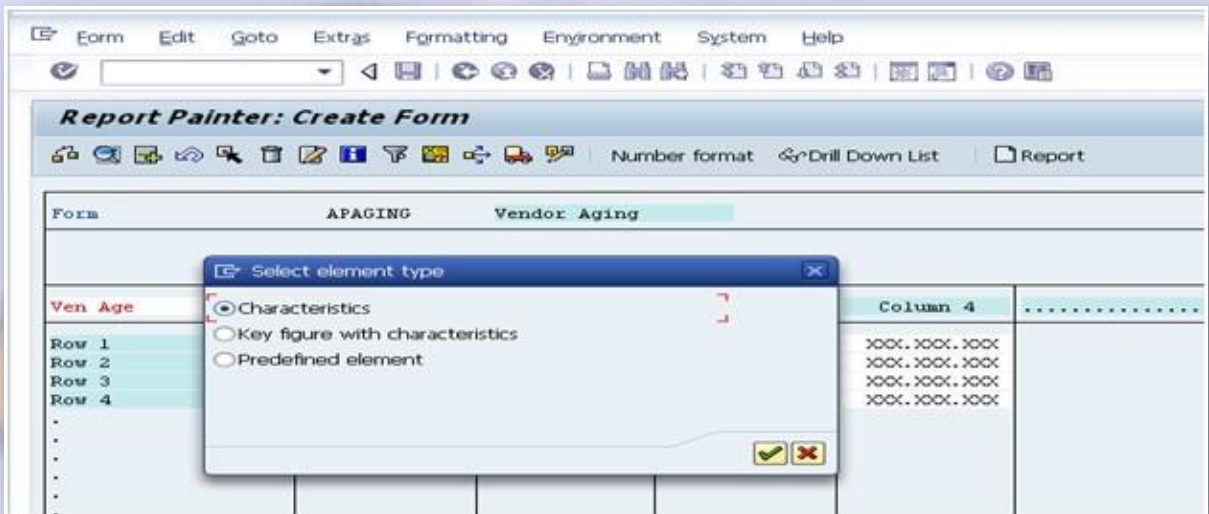 Form Edit Goto Extras Formatting Environment System Help
Report Painter: Create Form
Number format Drill Down List Report
Form APAGING Vendor Aging
Select element type
Ven Age Characteristics Column 4 ...............
Key figure with characteristics
Row 1 XXX.XXX.XXX
Row 2 Predefined element XXX.XXX.XXX
Row 3 XXX.XXX.XXX
Row 4 XXX.XXX.XXX